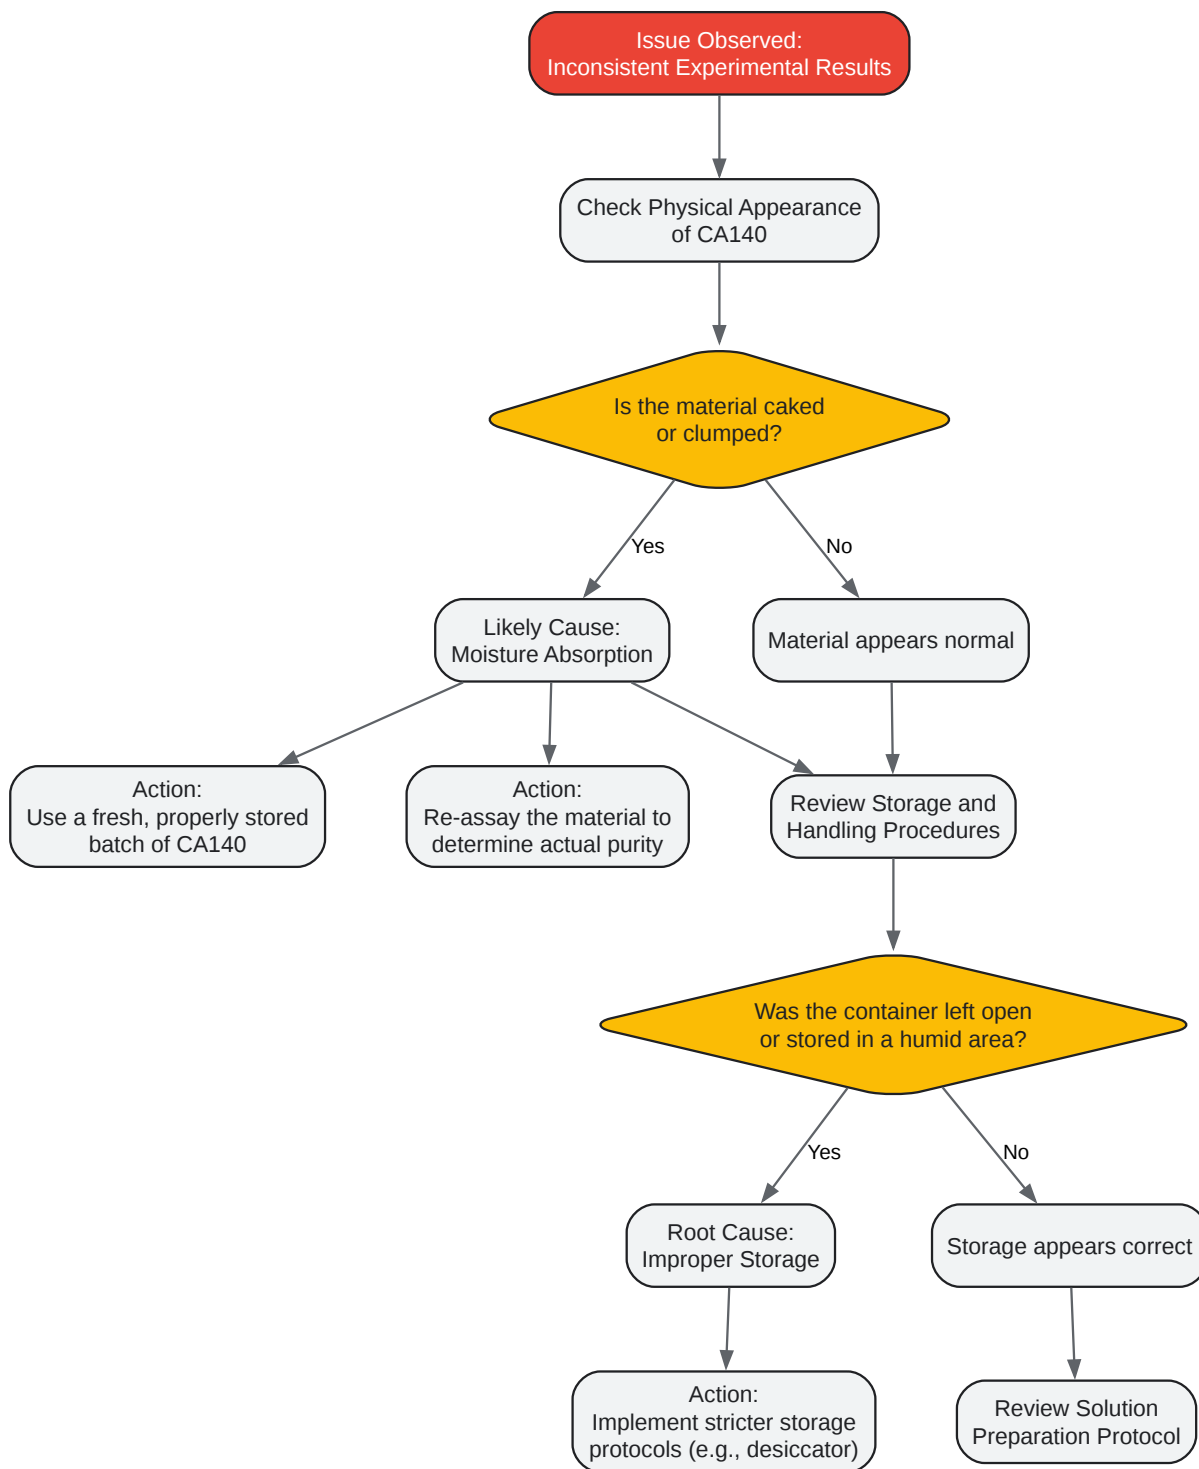 Issue Observed:
Inconsistent Experimental Results
Check Physical Appearance
of CA140
Is the material caked
or clumped?
Yes
No
Likely Cause:
Moisture Absorption
Material appears normal
Action:
Use a fresh, properly stored
batch of CA140
Action:
Re-assay the material to
determine actual purity
Review Storage and
Handling Procedures
Was the container left open
or stored in a humid area?
Yes
No
Root Cause:
Improper Storage
Storage appears correct
Action:
Implement stricter storage
protocols (e.g., desiccator)
Review Solution
Preparation Protocol